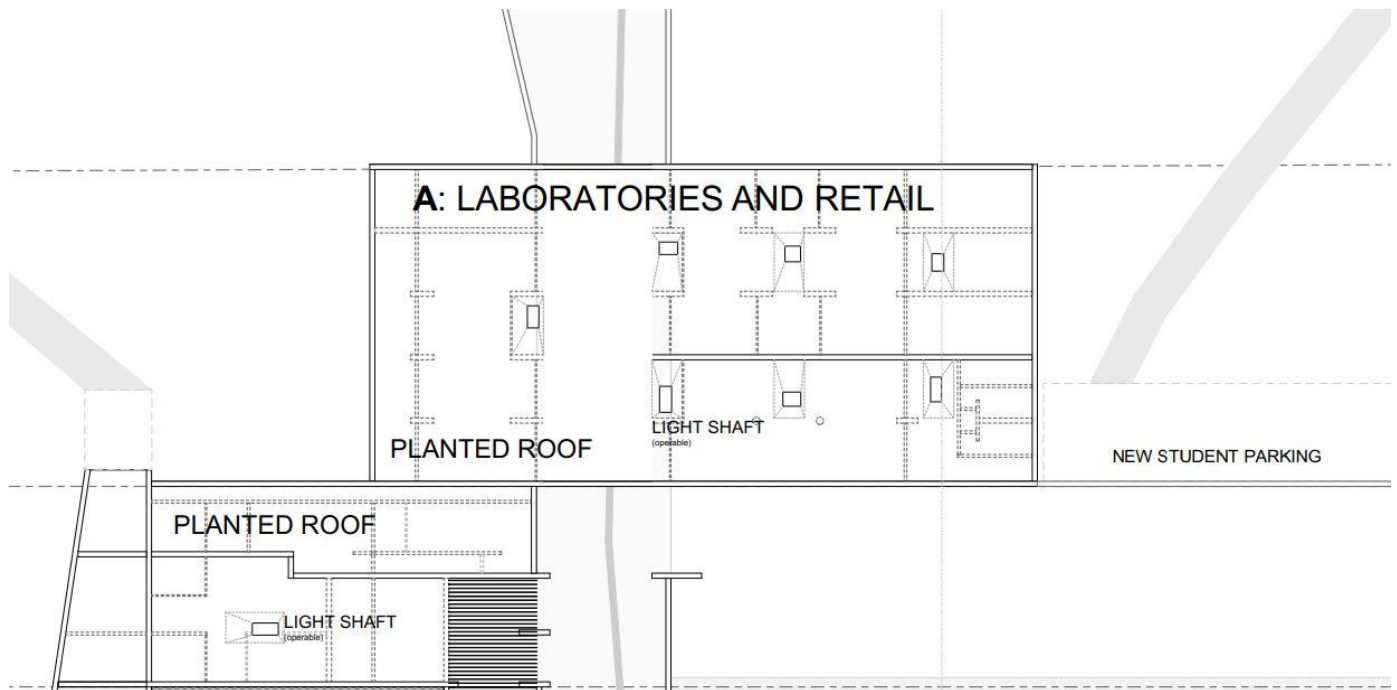 A: LABORATORIES AND RETAIL
LIGHT SHAFT
(operable)
PLANTED ROOF
NEW STUDENT PARKING
PLANTED ROOF
LIGHT SHAFT
(operable)